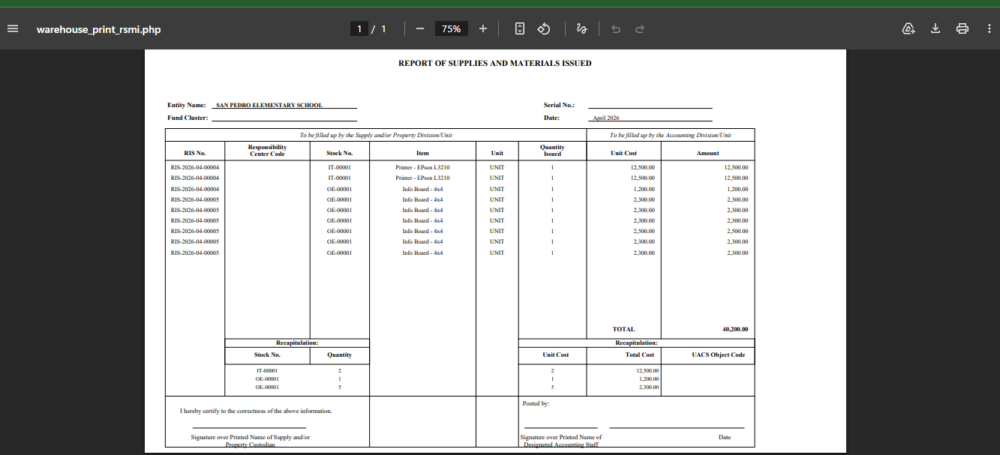 warehouse_print_rsmi.php
1 / 1
75%
REPORT OF SUPPLIES AND MATERIALS ISSUED
Entity Name: SAN PEDRO ELEMENTARY SCHOOL Serial No.:
Fund Cluster: Date: April 2026
To be filled up by the Supply and/or Property Division/Unit To be filled up by the Accounting Division/Unit
RIS No. Responsibility Center Code Stock No. Item Unit Quantity Issued Unit Cost Amount
RIS-2026-04-00004 IT-00001 Printer - EPson L3210 UNIT 1 12,500.00 12,500.00
RIS-2026-04-00004 IT-00001 Printer - EPson L3210 UNIT 1 12,500.00 12,500.00
RIS-2026-04-00004 OE-00001 Info Board - 4x4 UNIT 1 1,200.00 1,200.00
RIS-2026-04-00005 OE-00001 Info Board - 4x4 UNIT 1 2,300.00 2,300.00
RIS-2026-04-00005 OE-00001 Info Board - 4x4 UNIT 1 2,300.00 2,300.00
RIS-2026-04-00005 OE-00001 Info Board - 4x4 UNIT 1 2,300.00 2,300.00
RIS-2026-04-00005 OE-00001 Info Board - 4x4 UNIT 1 2,500.00 2,500.00
RIS-2026-04-00005 OE-00001 Info Board - 4x4 UNIT 1 2,300.00 2,300.00
RIS-2026-04-00005 OE-00001 Info Board - 4x4 UNIT 1 2,300.00 2,300.00
TOTAL 40,200.00
Recapitulation: Recapitulation:
Stock No. Quantity Unit Cost Total Cost UACS Object Code
IT-00001 2 2 12,500.00
OE-00001 1 1 1,200.00
OE-00001 5 5 2,300.00
Posted by:
I hereby certify to the correctness of the above information.
Signature over Printed Name of Supply and/or Signature over Printed Name of Date
Property Custodian Designated Accounting Staff